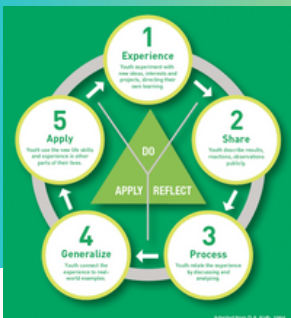 1
Experience
Youth experiment with
new ideas, interests and
projects, directing their
own learning.
2
Share
Youth describe results,
reactions, observations
publicly.
3
Process
Youth relate the experience
by discussing and
analyzing.
4
Generalize
Youth connect the
experience to real-
world examples.
5
Apply
Youth use the new life skills
and experience in other
parts of their lives.
DO
APPLY
REFLECT